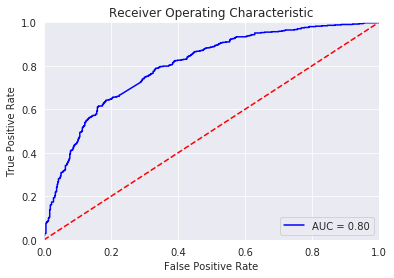 Receiver Operating Characteristic
1.0
0.8
0.6
0.4
0.2
0.0
True Positive Rate
AUC = 0.80
0.0 0.2 0.4 0.6 0.8 1.0
False Positive Rate